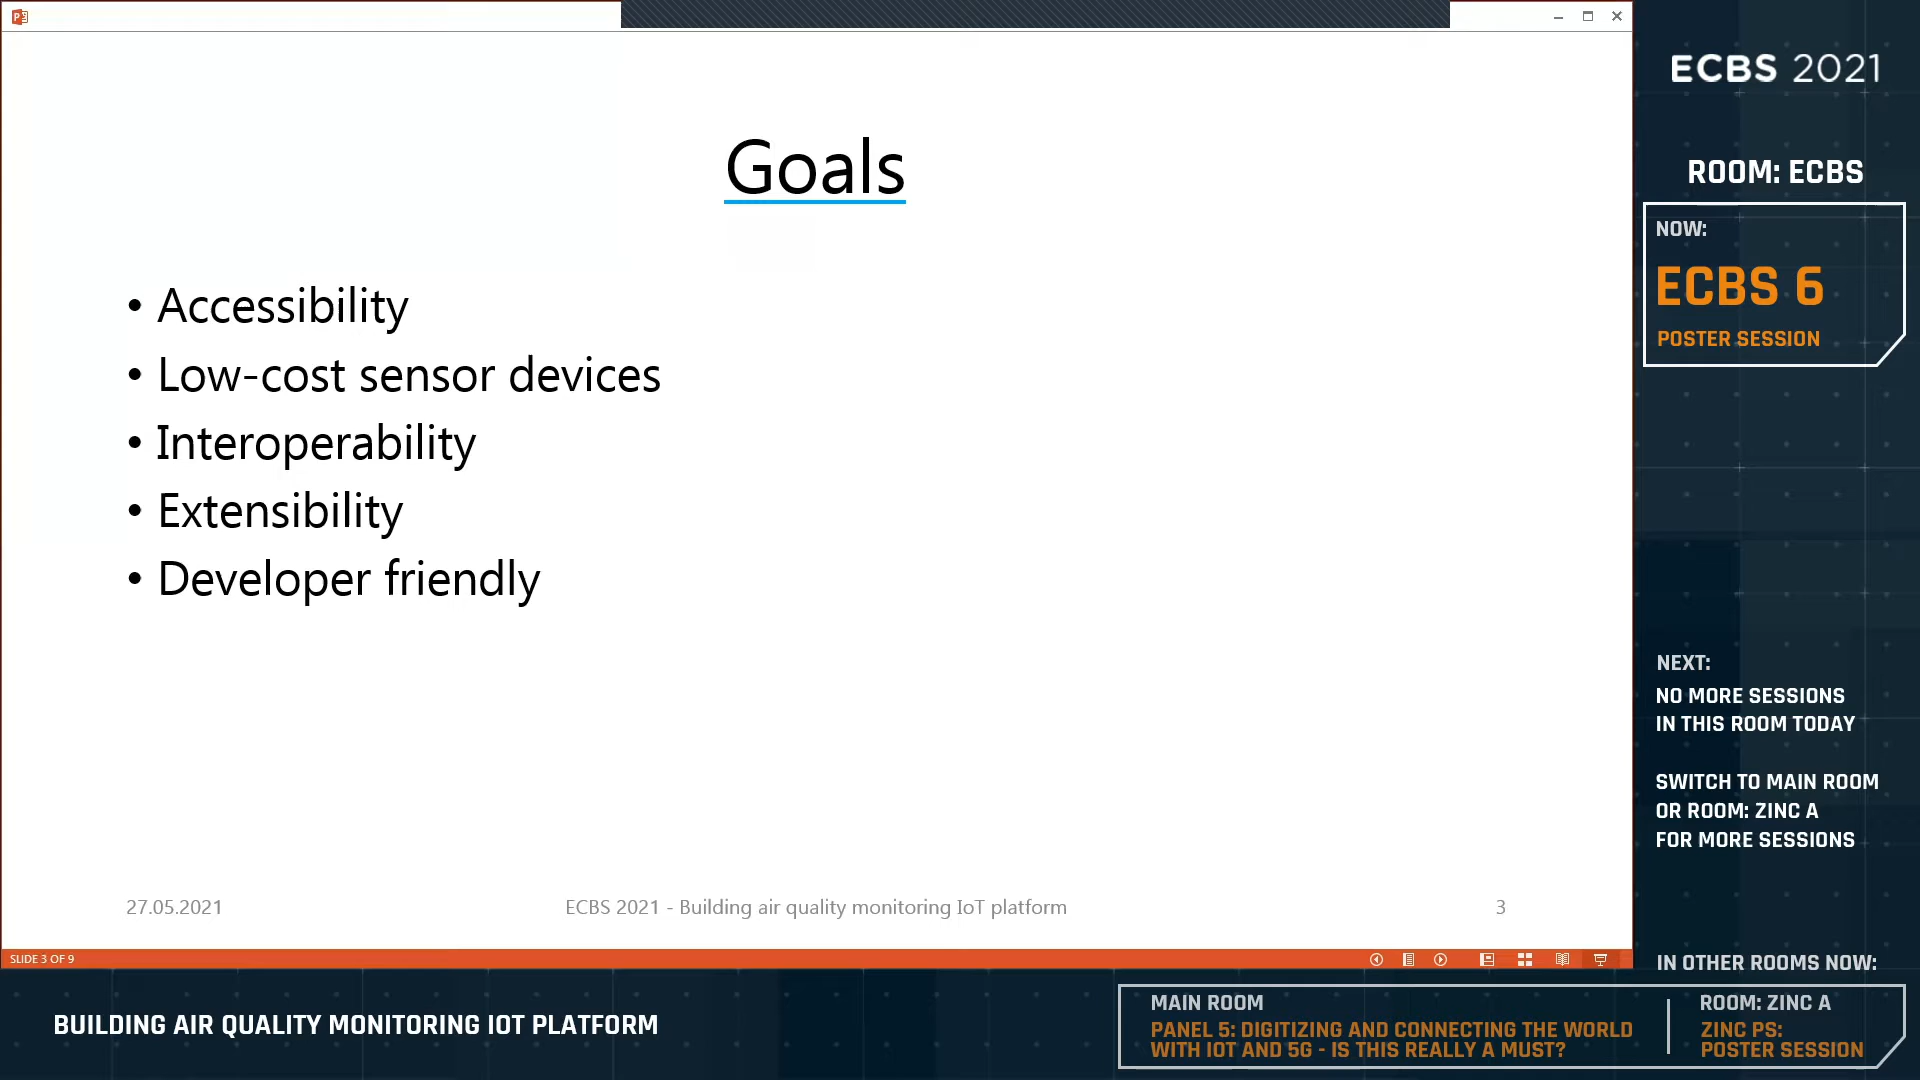 Goals
• Accessibility
• Low-cost sensor devices
• Interoperability
• Extensibility
• Developer friendly
27.05.2021
ECBS 2021 - Building air quality monitoring IoT platform
3
SLIDE 3 OF 9
ECBS 2021
ROOM: ECBS
NOW:
ECBS 6
POSTER SESSION
NEXT:
NO MORE SESSIONS
IN THIS ROOM TODAY
SWITCH TO MAIN ROOM
OR ROOM: ZINC A
FOR MORE SESSIONS
IN OTHER ROOMS NOW:
BUILDING AIR QUALITY MONITORING IOT PLATFORM
MAIN ROOM
PANEL 5: DIGITIZING AND CONNECTING THE WORLD
WITH IOT AND 5G - IS THIS REALLY A MUST?
ROOM: ZINC A
ZINC PS:
POSTER SESSION